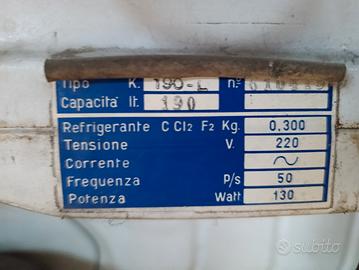 Tipo K. 190-L n°
Capacità lt. 190
Refrigerante C Cl2 F2 Kg. 0,300
Tensione V. 220
Corrente ~
Frequenza p/s 50
Potenza Watt 130
subito